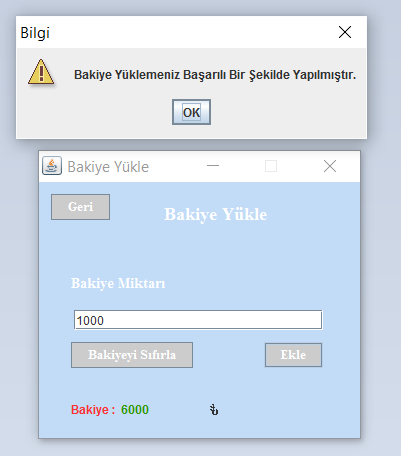 Bilgi
Bakiye Yüklemeniz Başarılı Bir Şekilde Yapılmıştır.
OK
Bakiye Yükle
Geri
Bakiye Yükle
Bakiye Miktarı
1000
Bakiyeyi Sıfırla
Ekle
Bakiye : 6000